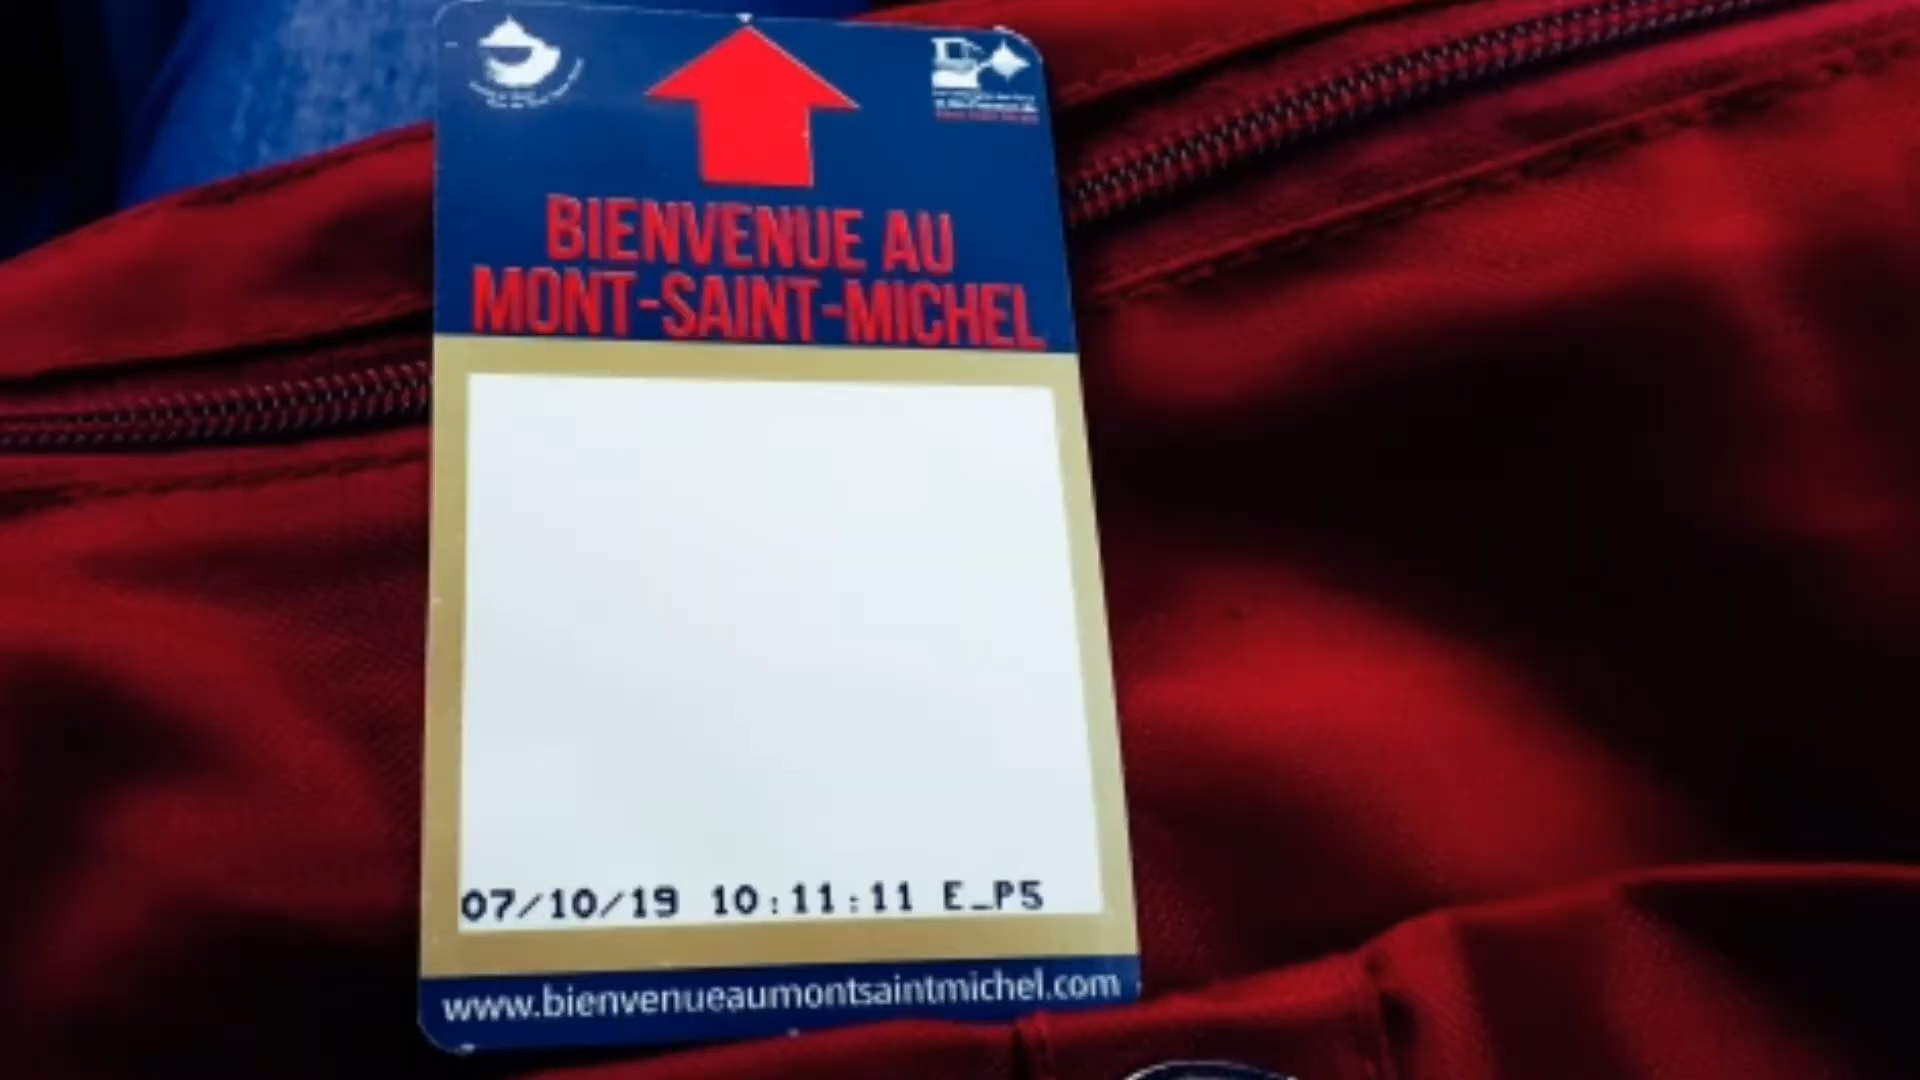 BIENVENUE AU
MONT-SAINT-MICHEL
07/10/19 10:11:11 E_P5
www.bienvenueaumontsaintmichel.com